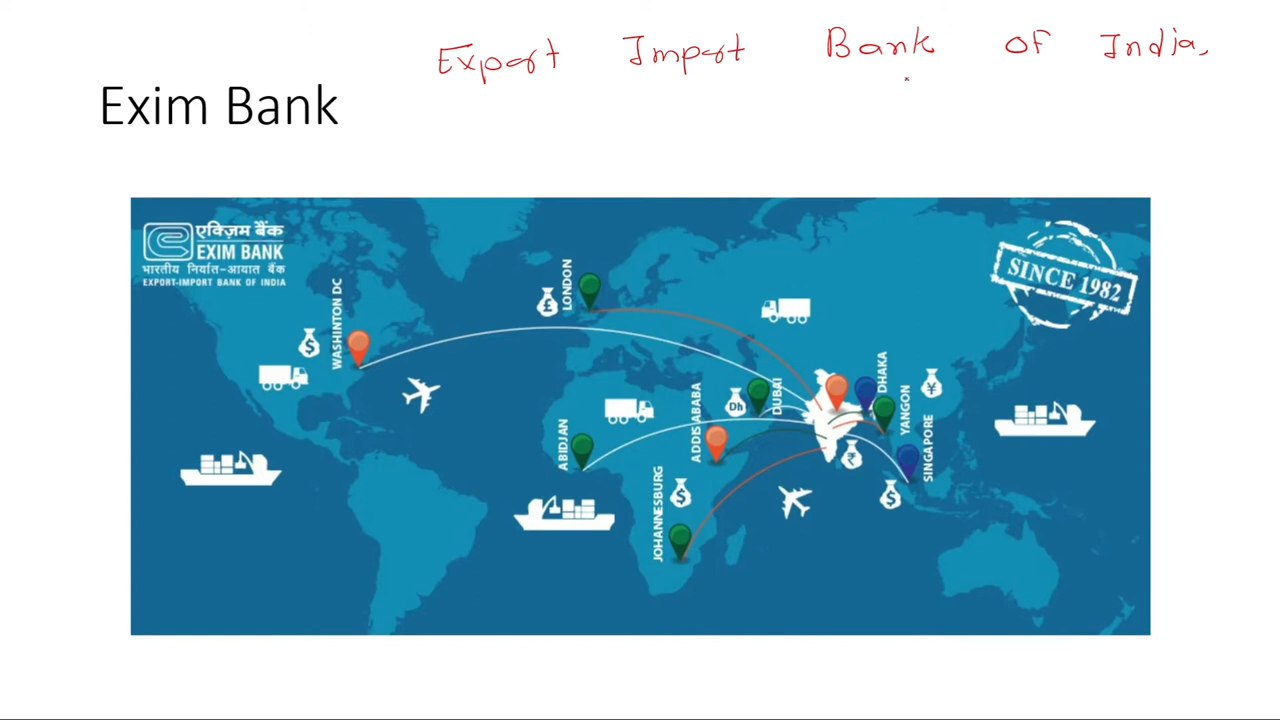 Export Import Bank of India,
Exim Bank
एक्ज़िम बैंक
EXIM BANK
भारतीय निर्यात-आयात बैंक
EXPORT-IMPORT BANK OF INDIA
SINCE 1982
WASHINTON DC
$
LONDON
£
ABIDJAN
JOHANNESBURG
$
ADDIS ABABA
Dh
DUBAI
DHAKA
YANGON
SINGAPORE
¥
₹
$